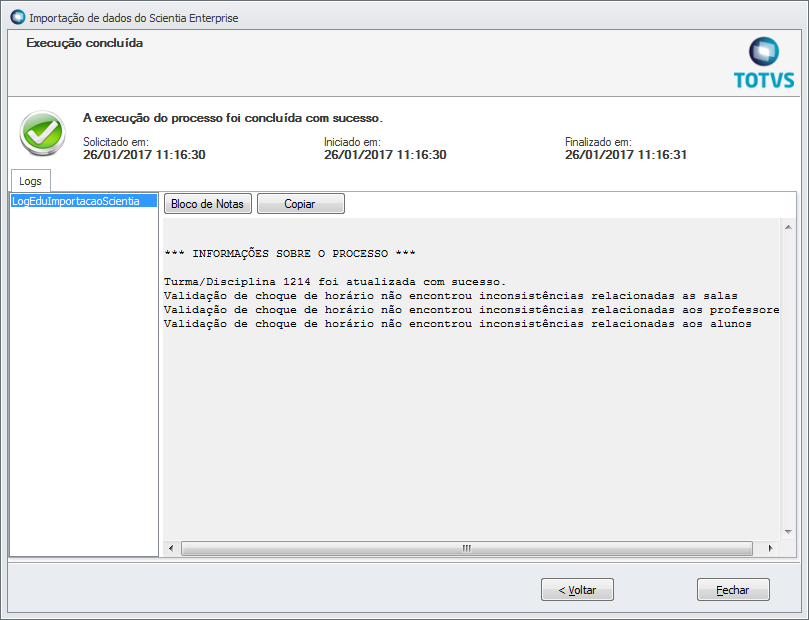 Importação de dados do Scientia Enterprise
Execução concluída
TOTVS
A execução do processo foi concluída com sucesso.
Solicitado em: Iniciado em: Finalizado em:
26/01/2017 11:16:30 26/01/2017 11:16:30 26/01/2017 11:16:31
Logs
LogEduImportacaoScientia
Bloco de Notas Copiar
*** INFORMAÇÕES SOBRE O PROCESSO ***
Turma/Disciplina 1214 foi atualizada com sucesso.
Validação de choque de horário não encontrou inconsistências relacionadas as salas
Validação de choque de horário não encontrou inconsistências relacionadas aos professore
Validação de choque de horário não encontrou inconsistências relacionadas aos alunos
< Voltar Fechar